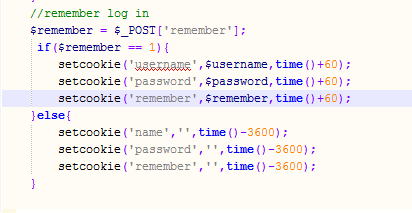 //remember log in
$remember = $_POST['remember'];
if($remember == 1){
setcookie('username',$username,time()+60);
setcookie('password',$password,time()+60);
setcookie('remember',$remember,time()+60);
}else{
setcookie('name','',time()-3600);
setcookie('password','',time()-3600);
setcookie('remember','',time()-3600);
}